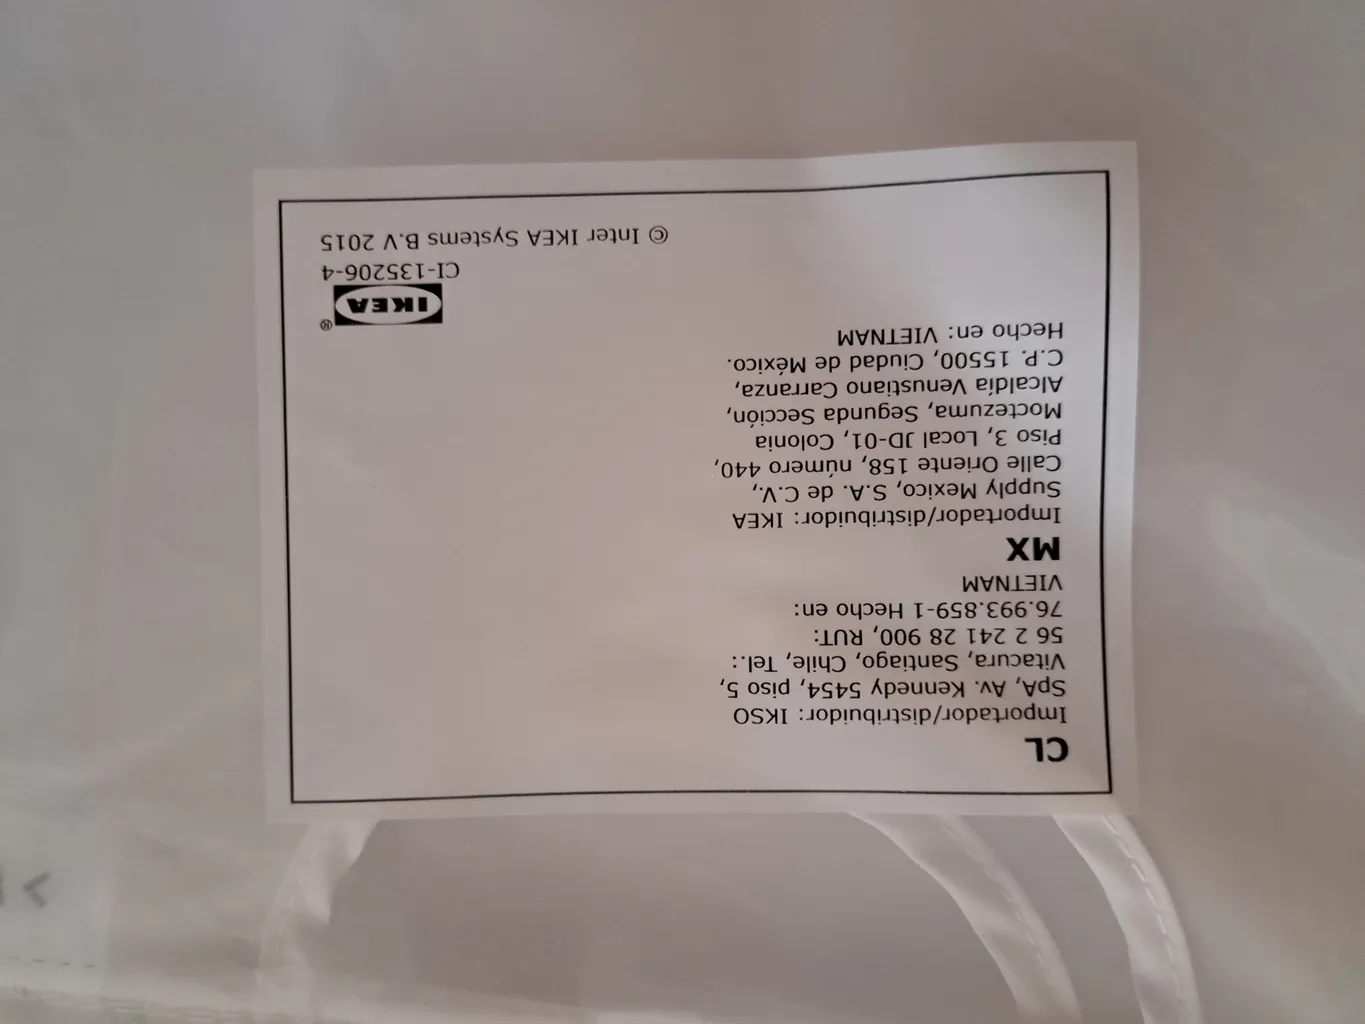 CL
Importador/distribuidor: IKSO
SpA, Av. Kennedy 5454, piso 5,
Vitacura, Santiago, Chile, Tel.:
56 2 241 28 900, RUT:
76.993.859-1 Hecho en:
VIETNAM
MX
Importador/distribuidor: IKEA
Supply Mexico, S.A. de C.V.,
Calle Oriente 158, número 440,
Piso 3, Local JD-01, Colonia
Moctezuma, Segunda Sección,
Alcaldía Venustiano Carranza,
C.P. 15500, Ciudad de México.
Hecho en: VIETNAM
IKEA®
CI-135206-4
© Inter IKEA Systems B.V 2015